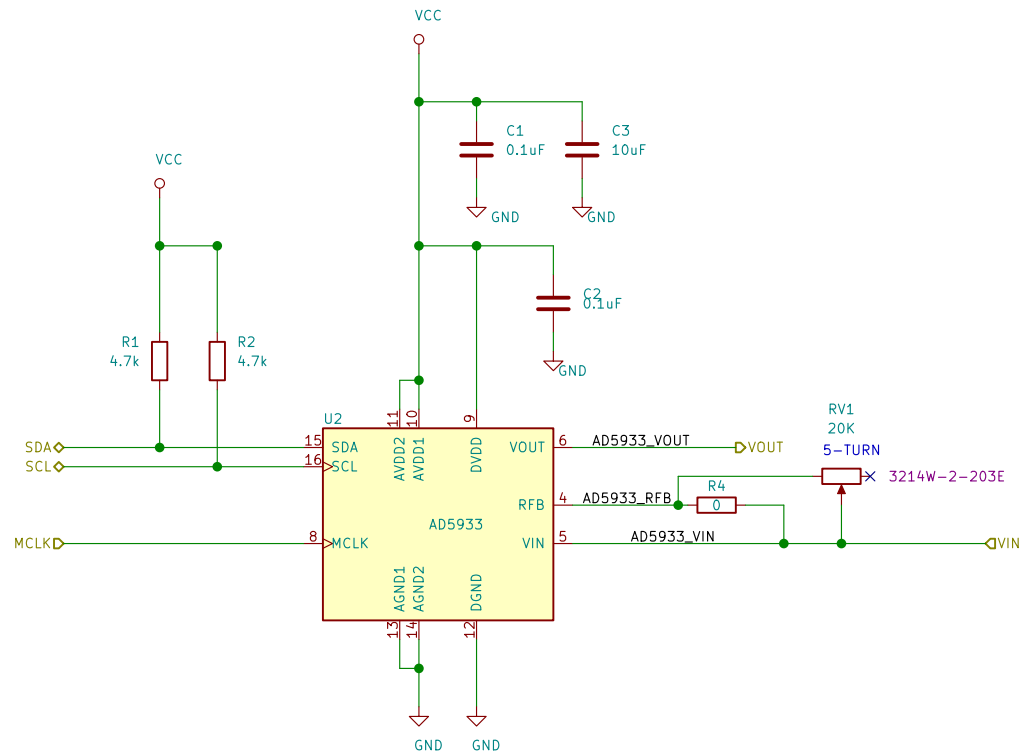 VCC
C1
0.1uF
C3
10uF
GND
GND
VCC
C2
0.1uF
GND
R1
4.7k
R2
4.7k
U2
11
10
9
AVDD2
AVDD1
DVDD
SDA
15
SDA
SCL
16
SCL
MCLK
8
MCLK
AD5933
VOUT
6
AD5933_VOUT
VOUT
RFB
4
AD5933_RFB
R4
0
VIN
5
AD5933_VIN
VIN
RV1
20K
5-TURN
3214W-2-203E
AGND1
AGND2
DGND
13
14
12
GND
GND